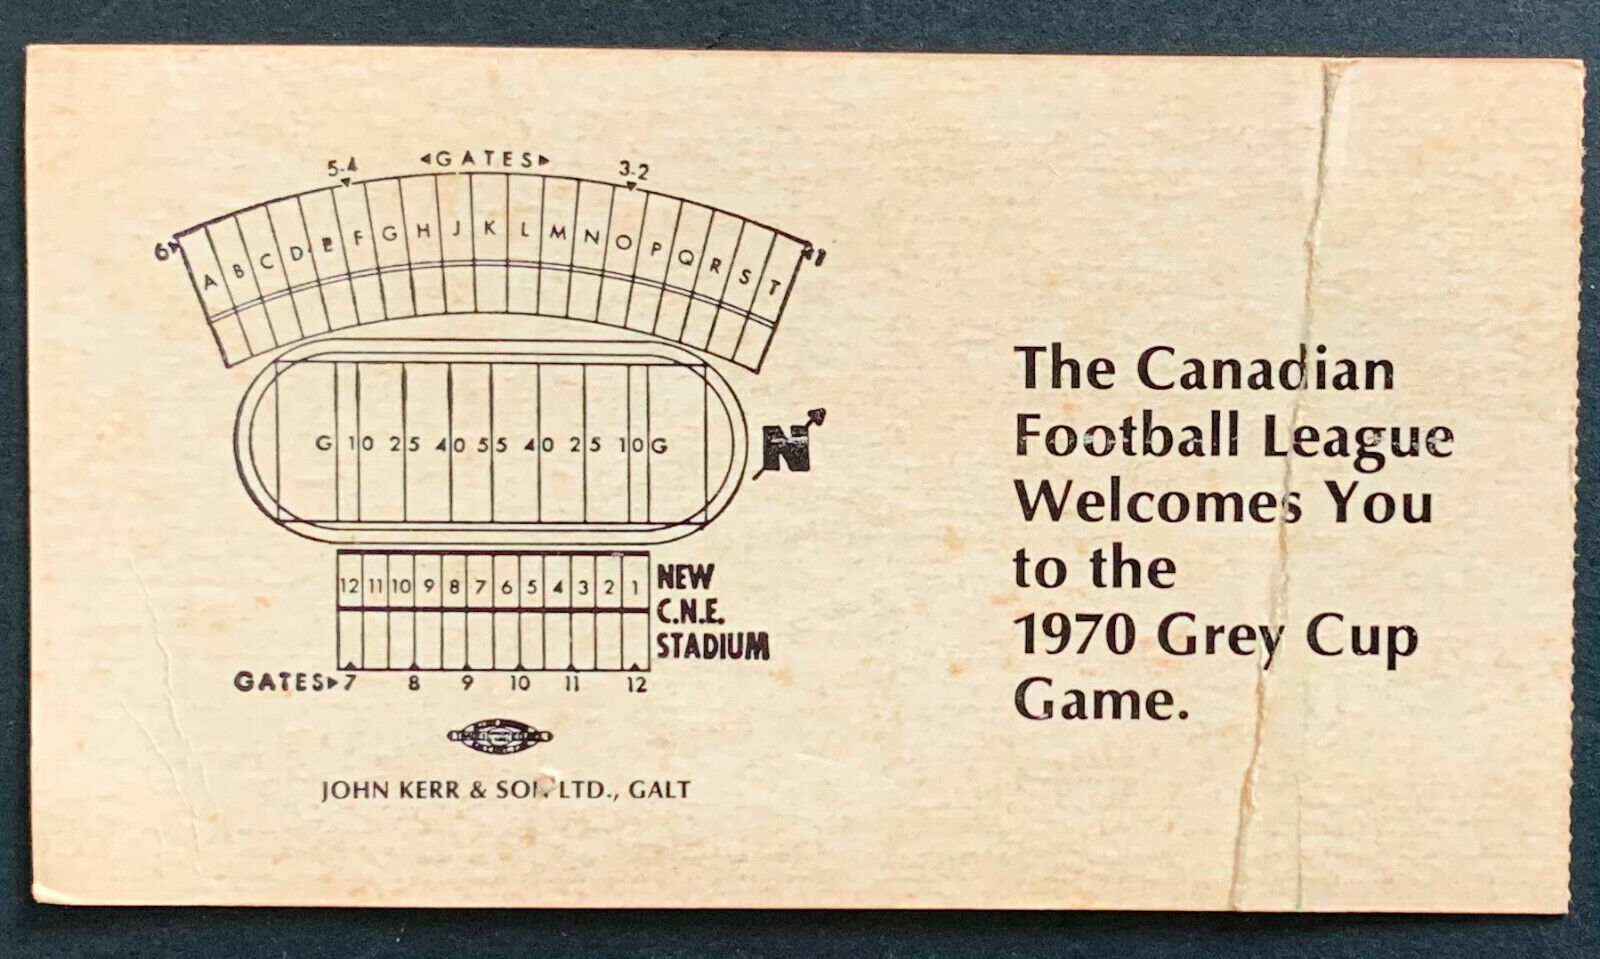 ◂GATES▸
5-4 3-2
6 1
A B C D E F G H J K L M N O P Q R S T
G 10 25 40 55 40 25 10 G
N
12 11 10 9 8 7 6 5 4 3 2 1
NEW
C.N.E.
STADIUM
GATES▸7 8 9 10 11 12
JOHN KERR & SON LTD., GALT
The Canadian
Football League
Welcomes You
to the
1970 Grey Cup
Game.